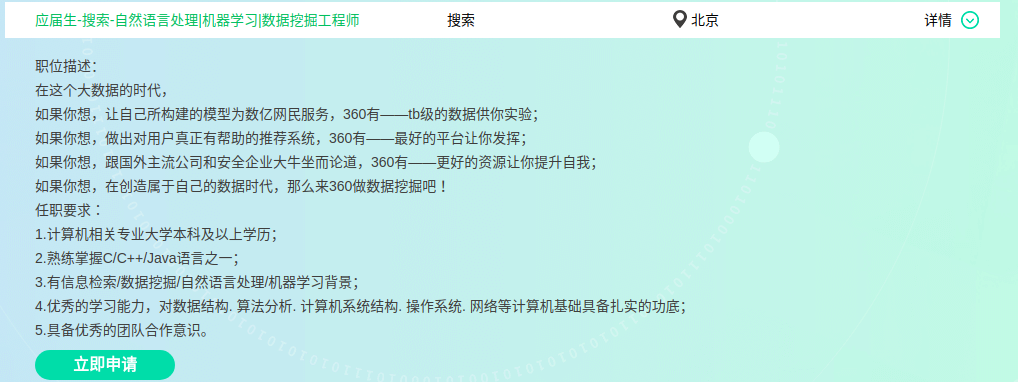 应届生-搜索-自然语言处理|机器学习|数据挖掘工程师 搜索 北京 详情
职位描述：
在这个大数据的时代，
如果你想，让自己所构建的模型为数亿网民服务，360有——tb级的数据供你实验；
如果你想，做出对用户真正有帮助的推荐系统，360有——最好的平台让你发挥；
如果你想，跟国外主流公司和安全企业大牛坐而论道，360有——更好的资源让你提升自我；
如果你想，在创造属于自己的数据时代，那么来360做数据挖掘吧！
任职要求：
1.计算机相关专业大学本科及以上学历；
2.熟练掌握C/C++/Java语言之一；
3.有信息检索/数据挖掘/自然语言处理/机器学习背景；
4.优秀的学习能力，对数据结构. 算法分析. 计算机系统结构. 操作系统. 网络等计算机基础具备扎实的功底；
5.具备优秀的团队合作意识。
立即申请